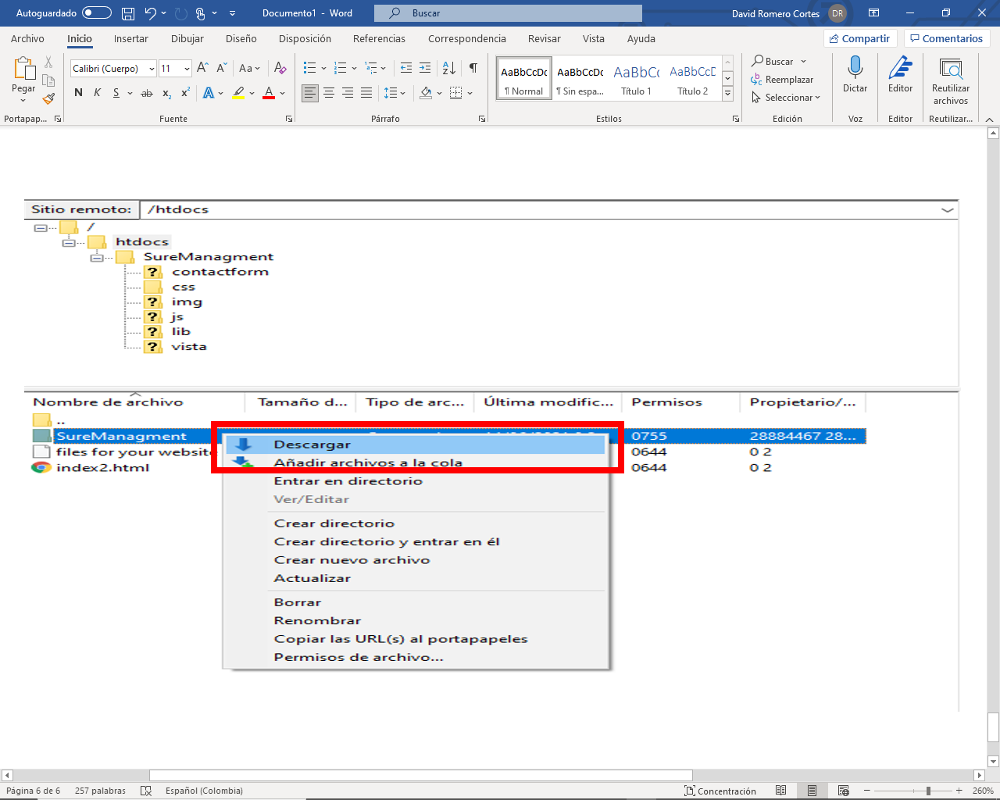 Autoguardado Documento1 - Word Buscar David Romero Cortes DR
Archivo Inicio Insertar Dibujar Diseño Disposición Referencias Correspondencia Revisar Vista Ayuda Compartir Comentarios
Pegar
Calibri (Cuerpo) 11 A A Aa A
N K S ab x₂ x² A A
AaBbCcDc AaBbCcDc AaBbCc AaBbCcE
¶ Normal ¶ Sin espa... Título 1 Título 2
Buscar
Reemplazar
Seleccionar
Dictar
Editor
Reutilizar
archivos
Portapap... Fuente Párrafo Estilos Edición Voz Editor Reutilizar...
Sitio remoto: /htdocs
/
htdocs
SureManagment
? contactform
css
? img
? js
? lib
? vista
Nombre de archivo Tamaño d... Tipo de arc... Última modific... Permisos Propietario/...
..
SureManagment 0755 28884467 28...
files for your website 0644 0 2
index2.html 0644 0 2
Descargar
Añadir archivos a la cola
Entrar en directorio
Ver/Editar
Crear directorio
Crear directorio y entrar en él
Crear nuevo archivo
Actualizar
Borrar
Renombrar
Copiar las URL(s) al portapapeles
Permisos de archivo...
Página 6 de 6 257 palabras Español (Colombia) Concentración 260%